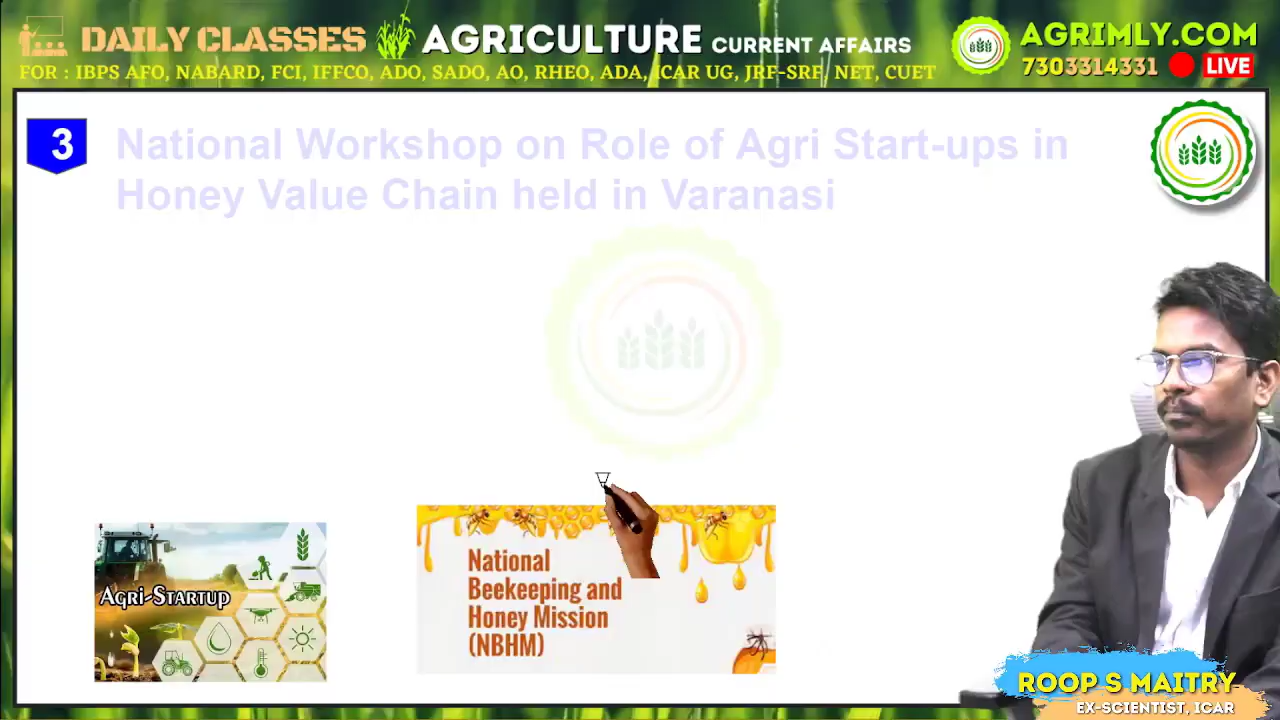 DAILY CLASSES AGRICULTURE CURRENT AFFAIRS
FOR : IBPS AFO, NABARD, FCI, IFFCO, ADO, SADO, AO, RHEO, ADA, ICAR UG, JRF-SRF, NET, CUET
AGRIMLY.COM
7303314331 LIVE
3
National Workshop on Role of Agri Start-ups in
Honey Value Chain held in Varanasi
Agri-Startup
National
Beekeeping and
Honey Mission
(NBHM)
ROOP S MAITRY
EX-SCIENTIST, ICAR